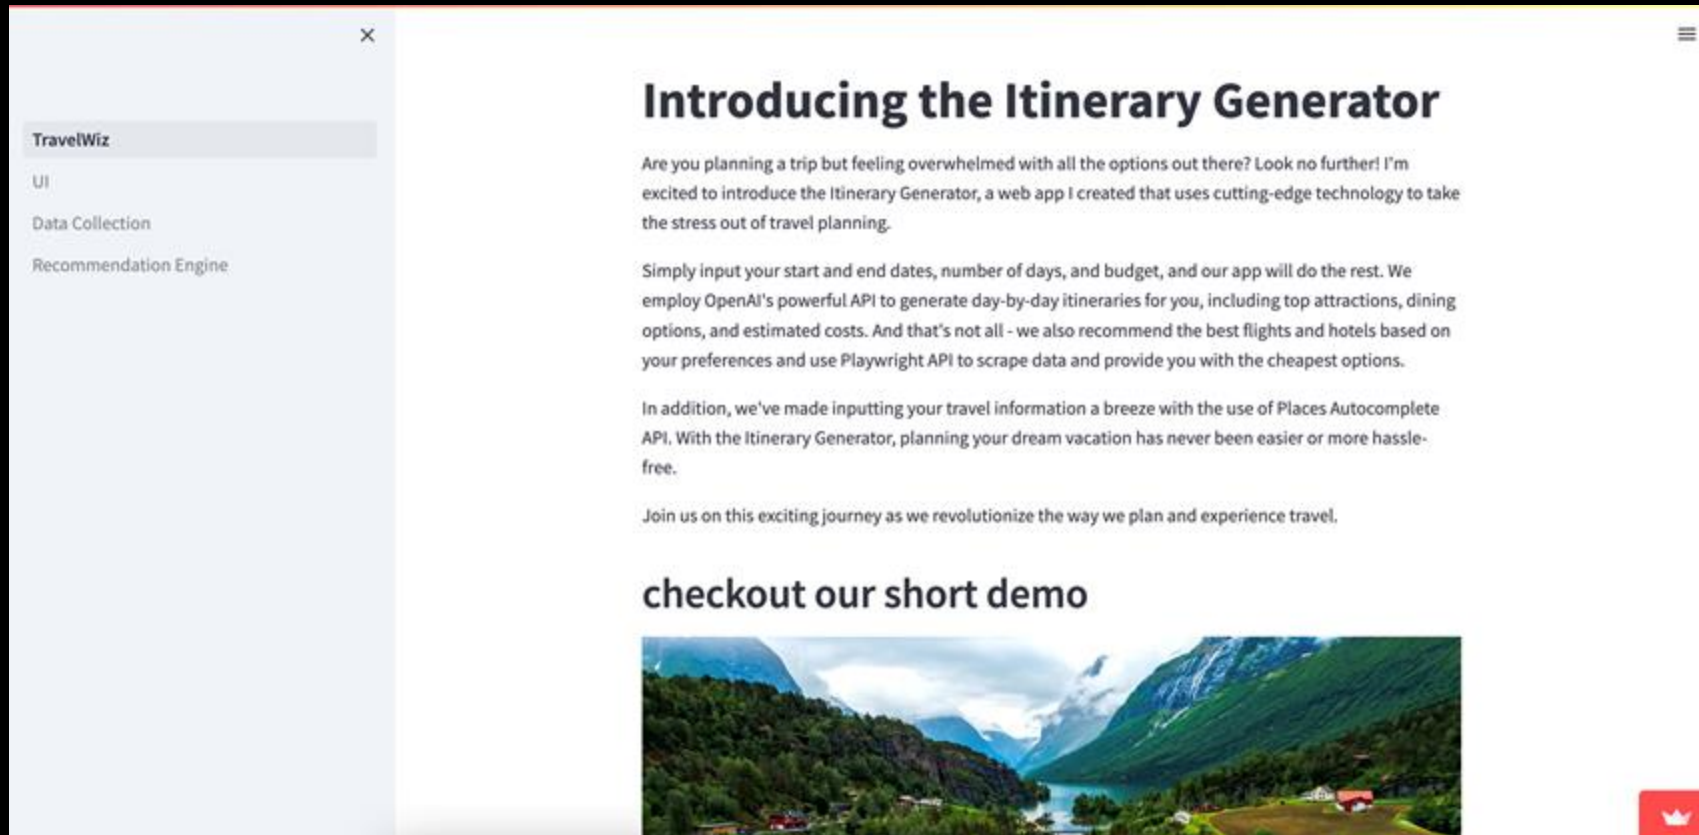 TravelWiz
UI
Data Collection
Recommendation Engine
Introducing the Itinerary Generator
Are you planning a trip but feeling overwhelmed with all the options out there? Look no further! I'm
excited to introduce the Itinerary Generator, a web app I created that uses cutting-edge technology to take
the stress out of travel planning.
Simply input your start and end dates, number of days, and budget, and our app will do the rest. We
employ OpenAI's powerful API to generate day-by-day itineraries for you, including top attractions, dining
options, and estimated costs. And that's not all - we also recommend the best flights and hotels based on
your preferences and use Playwright API to scrape data and provide you with the cheapest options.
In addition, we've made inputting your travel information a breeze with the use of Places Autocomplete
API. With the Itinerary Generator, planning your dream vacation has never been easier or more hassle-
free.
Join us on this exciting journey as we revolutionize the way we plan and experience travel.
checkout our short demo